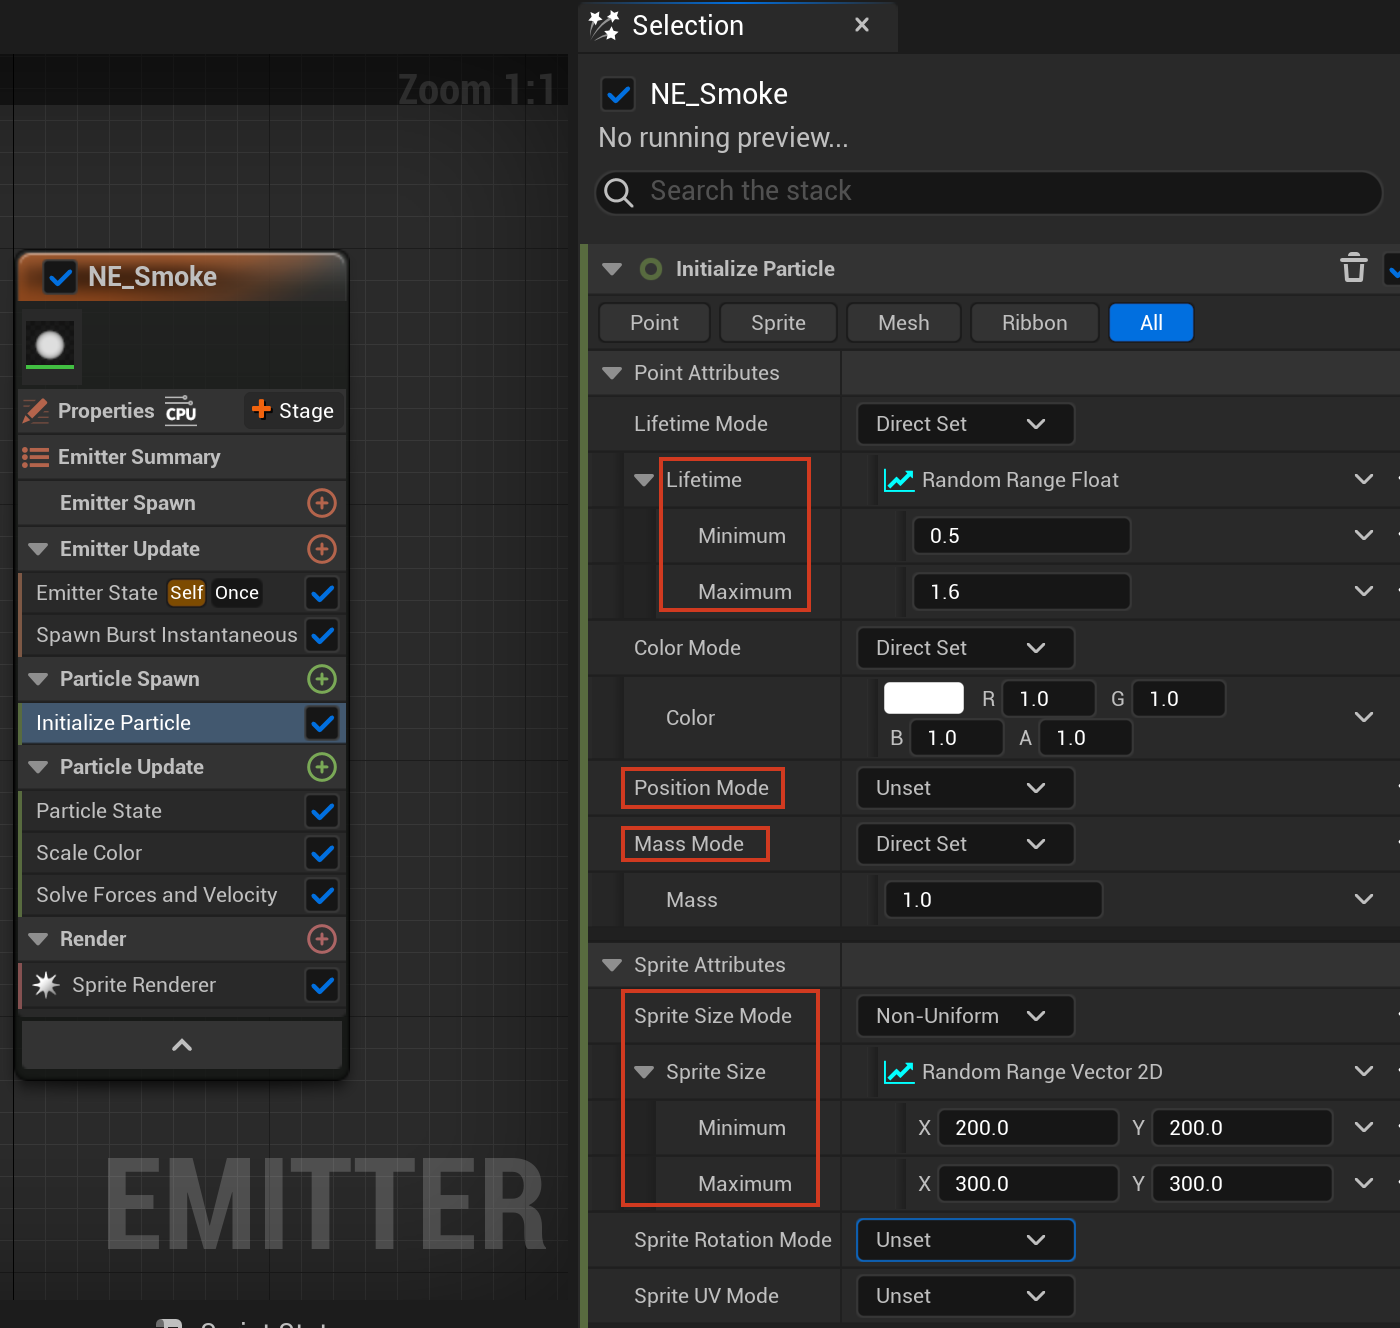 Zoom 1:1
NE_Smoke
Properties CPU Stage
Emitter Summary
Emitter Spawn
Emitter Update
Emitter State Self Once
Spawn Burst Instantaneous
Particle Spawn
Initialize Particle
Particle Update
Particle State
Scale Color
Solve Forces and Velocity
Render
Sprite Renderer
EMITTER
Selection
NE_Smoke
No running preview...
Search the stack
Initialize Particle
Point Sprite Mesh Ribbon All
Point Attributes
Lifetime Mode Direct Set
Lifetime Random Range Float
Minimum 0.5
Maximum 1.6
Color Mode Direct Set
Color R 1.0 G 1.0
B 1.0 A 1.0
Position Mode Unset
Mass Mode Direct Set
Mass 1.0
Sprite Attributes
Sprite Size Mode Non-Uniform
Sprite Size Random Range Vector 2D
Minimum X 200.0 Y 200.0
Maximum X 300.0 Y 300.0
Sprite Rotation Mode Unset
Sprite UV Mode Unset